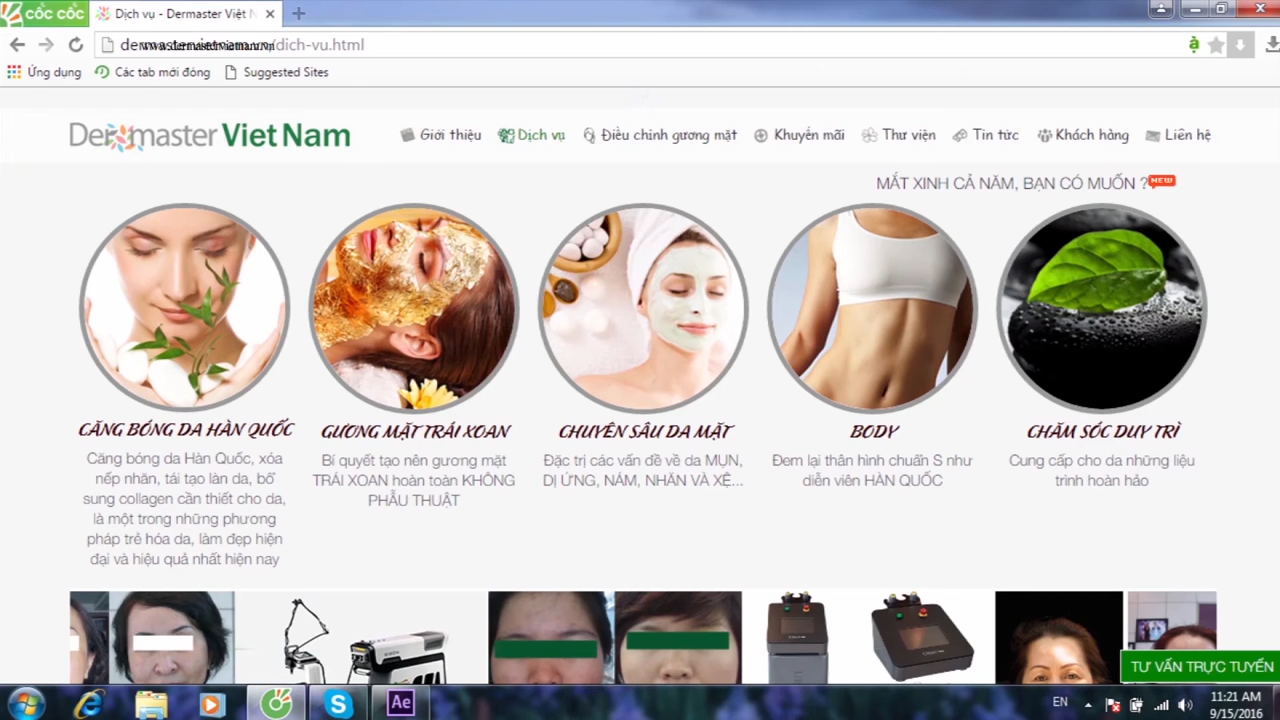 CỐC CỐC
Dịch vụ - Dermaster Việt N
dermastervietnam.vn/dich-vu.html
Ứng dụng
Các tab mới đóng
Suggested Sites
Dermaster Viet Nam
Giới thiệu
Dịch vụ
Điều chỉnh gương mặt
Khuyến mãi
Thư viện
Tin tức
Khách hàng
Liên hệ
MẮT XINH CẢ NĂM, BẠN CÓ MUỐN ? NEW
CĂNG BÓNG DA HÀN QUỐC
Căng bóng da Hàn Quốc, xóa
nếp nhăn, tái tạo làn da, bổ
sung collagen cần thiết cho da,
là một trong những phương
pháp trẻ hóa da, làm đẹp hiện
đại và hiệu quả nhất hiện nay
GƯƠNG MẶT TRÁI XOAN
Bí quyết tạo nên gương mặt
TRÁI XOAN hoàn toàn KHÔNG
PHẪU THUẬT
CHUYÊN SÂU DA MẶT
Đặc trị các vấn đề về da MỤN,
DỊ ỨNG, NÁM, NHĂN VÀ XỆ...
BODY
Đem lại thân hình chuẩn S như
diễn viên HÀN QUỐC
CHĂM SÓC DUY TRÌ
Cung cấp cho da những liệu
trình hoàn hảo
TƯ VẤN TRỰC TUYẾN
Ae
EN
11:21 AM
9/15/2016